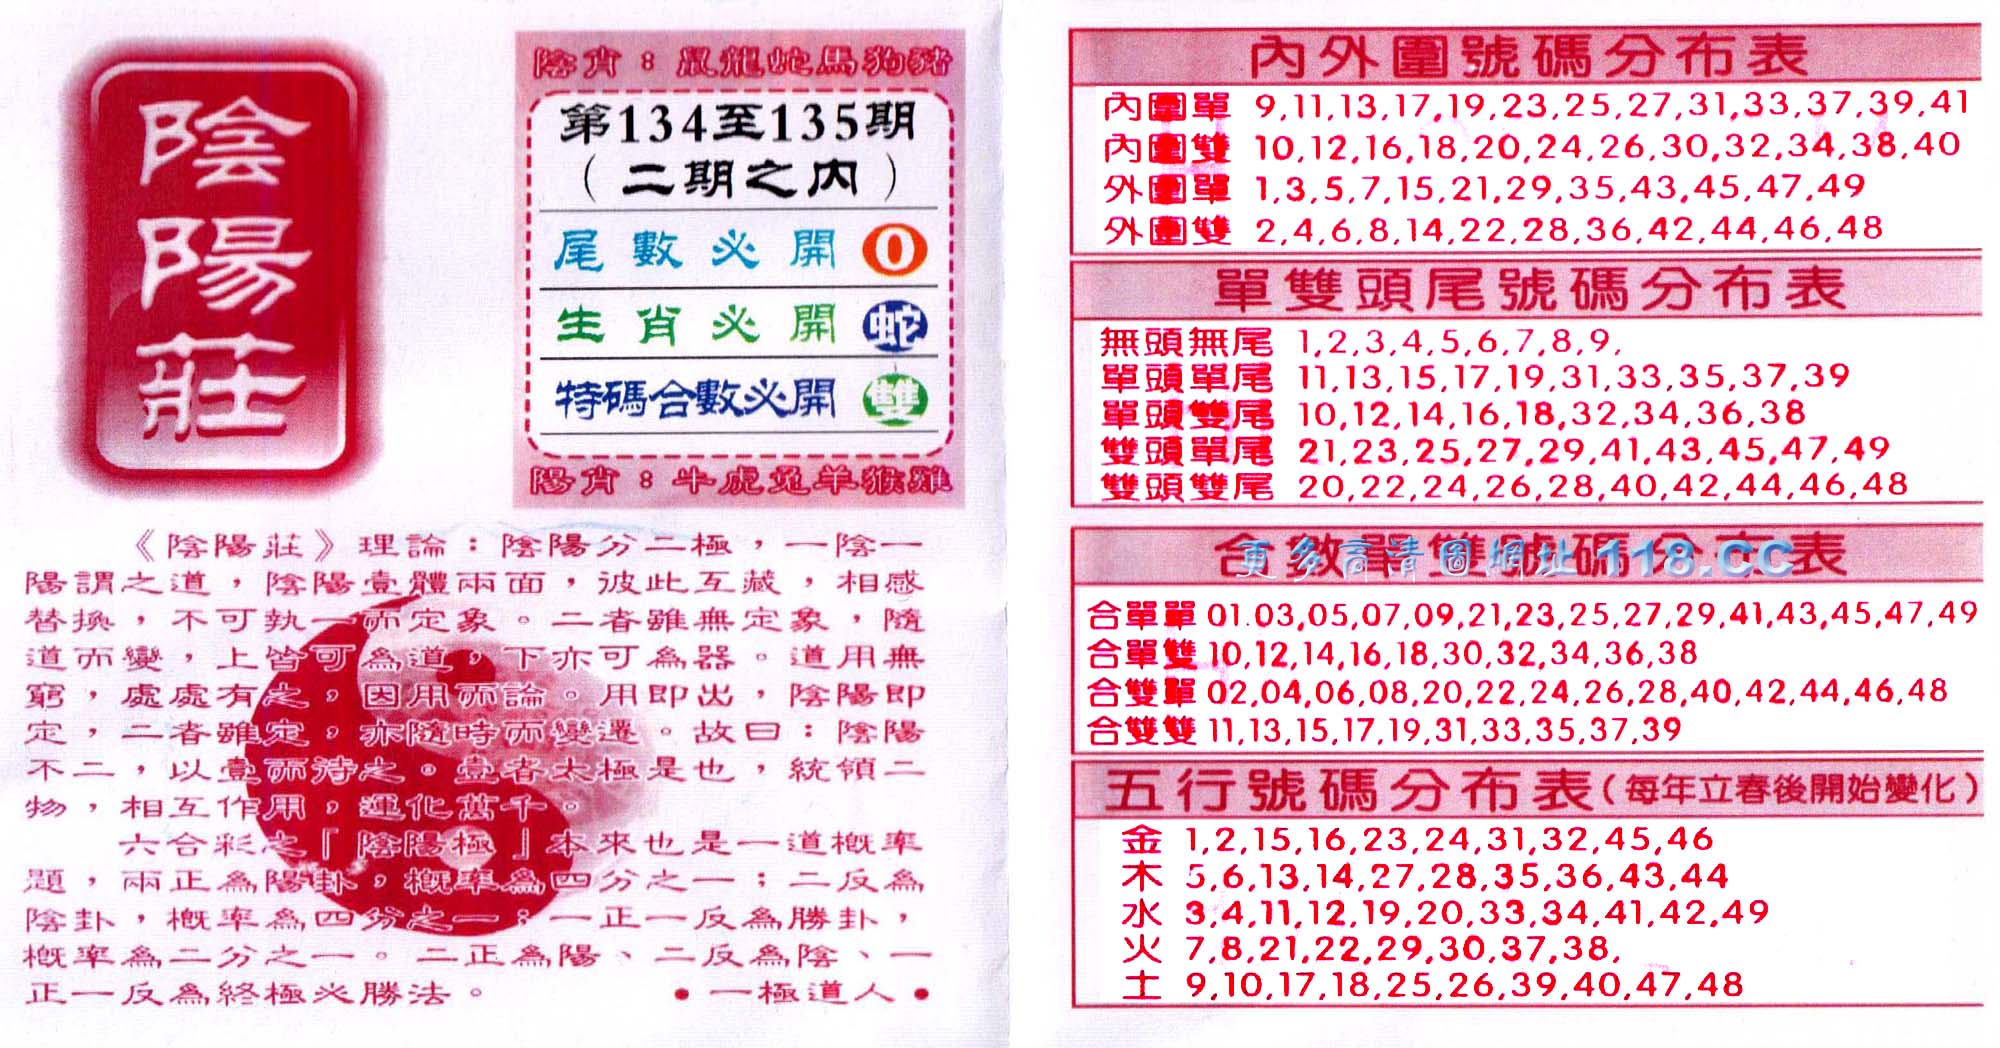 陰陽莊
陰肖：鼠龍蛇馬狗豬
第134至135期
（二期之內）
尾數必開 0
生肖必開 蛇
特碼合數必開 雙
陽肖：牛虎兔羊猴雞
《陰陽莊》理論：陰陽分二極，一陰一
陽謂之道，陰陽壹體兩面，彼此互藏，相感
替換，不可執一而定象。二者雖無定象，隨
道而變，上皆可為道，下亦可為器。道用無
窮，處處有之，因用而論。用即出，陰陽即
定，二者雖定，亦隨時而變遷。故曰：陰陽
不二，以壹而待之。壹者太極是也，統領二
物，相互作用，運化萬千。
六合彩之「陰陽極」本來也是一道概率
題，兩正為陽卦，概率為四分之一；二反為
陰卦，概率為四分之一；一正一反為勝卦，
概率為二分之一。二正為陽、二反為陰、一
正一反為終極必勝法。 •一極道人•
內外圍號碼分布表
內圍單 9,11,13,17,19,23,25,27,31,33,37,39,41
內圍雙 10,12,16,18,20,24,26,30,32,34,38,40
外圍單 1,3,5,7,15,21,29,35,43,45,47,49
外圍雙 2,4,6,8,14,22,28,36,42,44,46,48
單雙頭尾號碼分布表
無頭無尾 1,2,3,4,5,6,7,8,9,
單頭單尾 11,13,15,17,19,31,33,35,37,39
單頭雙尾 10,12,14,16,18,32,34,36,38
雙頭單尾 21,23,25,27,29,41,43,45,47,49
雙頭雙尾 20,22,24,26,28,40,42,44,46,48
合數單雙號碼分布表
更多高清圖網址118.CC
合單單 01.03,05,07,09,21,23,25,27,29,41,43,45,47,49
合單雙 10,12,14,16,18,30,32,34,36,38
合雙單 02,04,06,08,20,22,24,26,28,40,42,44,46,48
合雙雙 11,13,15,17,19,31,33,35,37,39
五行號碼分布表(每年立春後開始變化)
金 1,2,15,16,23,24,31,32,45,46
木 5,6,13,14,27,28,35,36,43,44
水 3,4,11,12,19,20,33,34,41,42,49
火 7,8,21,22,29,30,37,38,
土 9,10,17,18,25,26,39,40,47,48